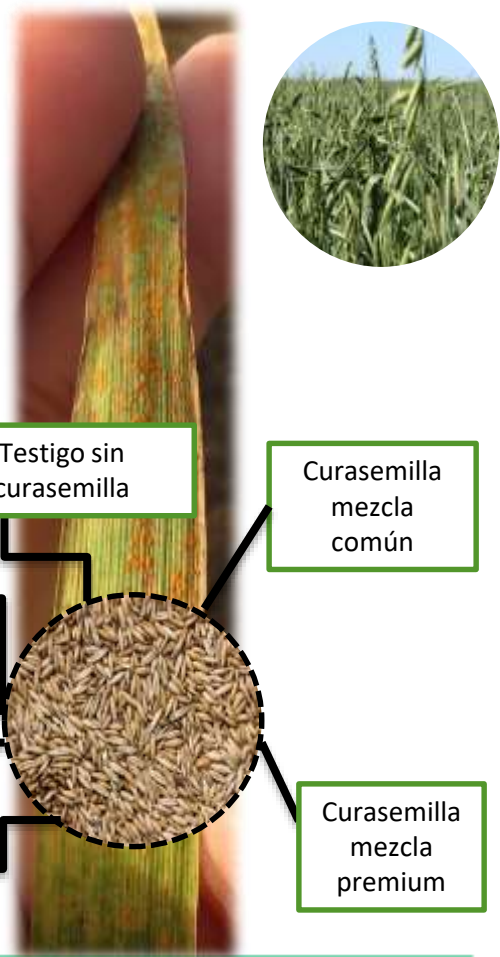 Testigo sin
curasemilla
Curasemilla
mezcla
común
Curasemilla
mezcla
premium